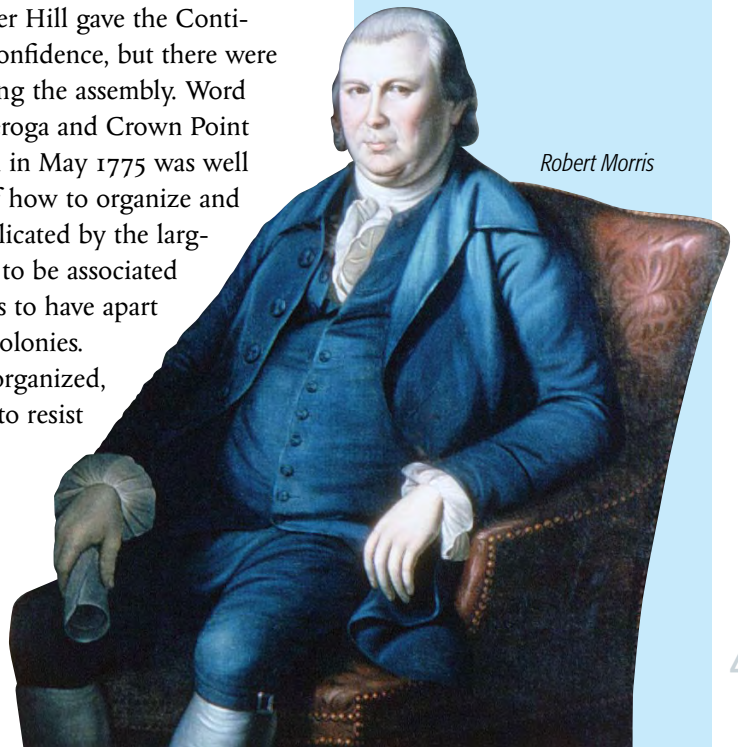 er Hill gave the Conti-
onfidence, but there were
ng the assembly. Word
eroga and Crown Point
in May 1775 was well
f how to organize and
licated by the larg-
to be associated
s to have apart
olonies.
organized,
to resist
Robert Morris